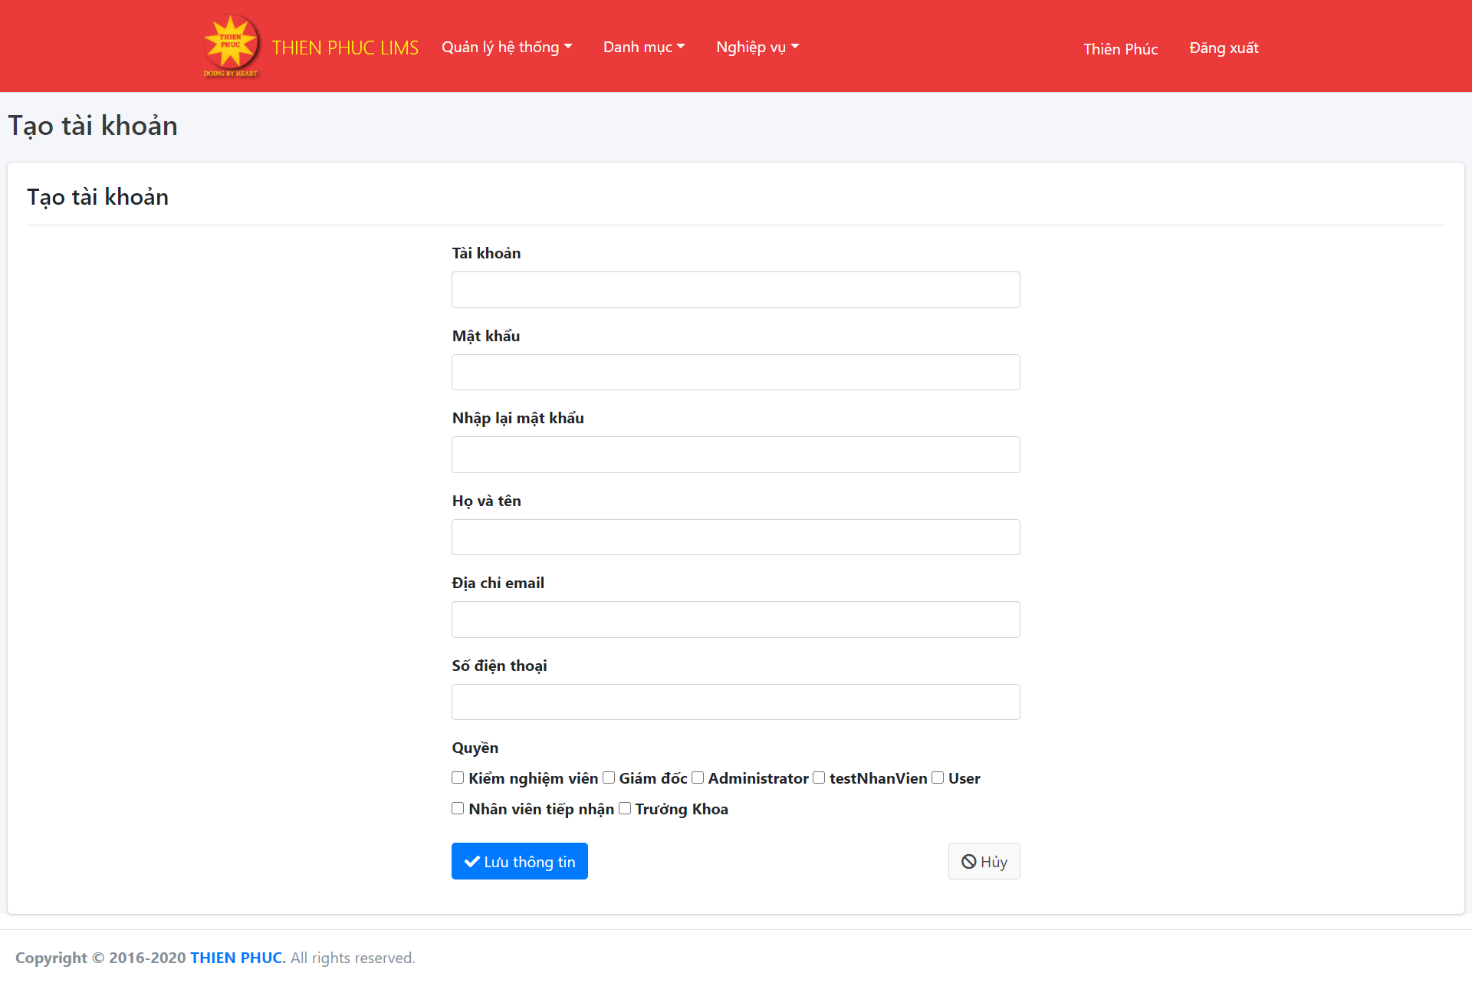 THIEN PHUC
DOING BY HEART
THIEN PHUC LIMS Quản lý hệ thống Danh mục Nghiệp vụ Thiên Phúc Đăng xuất
Tạo tài khoản
Tạo tài khoản
Tài khoản
Mật khẩu
Nhập lại mật khẩu
Họ và tên
Địa chỉ email
Số điện thoại
Quyền
Kiểm nghiệm viên Giám đốc Administrator testNhanVien User
Nhân viên tiếp nhận Trưởng Khoa
Lưu thông tin Hủy
Copyright © 2016-2020 THIEN PHUC. All rights reserved.